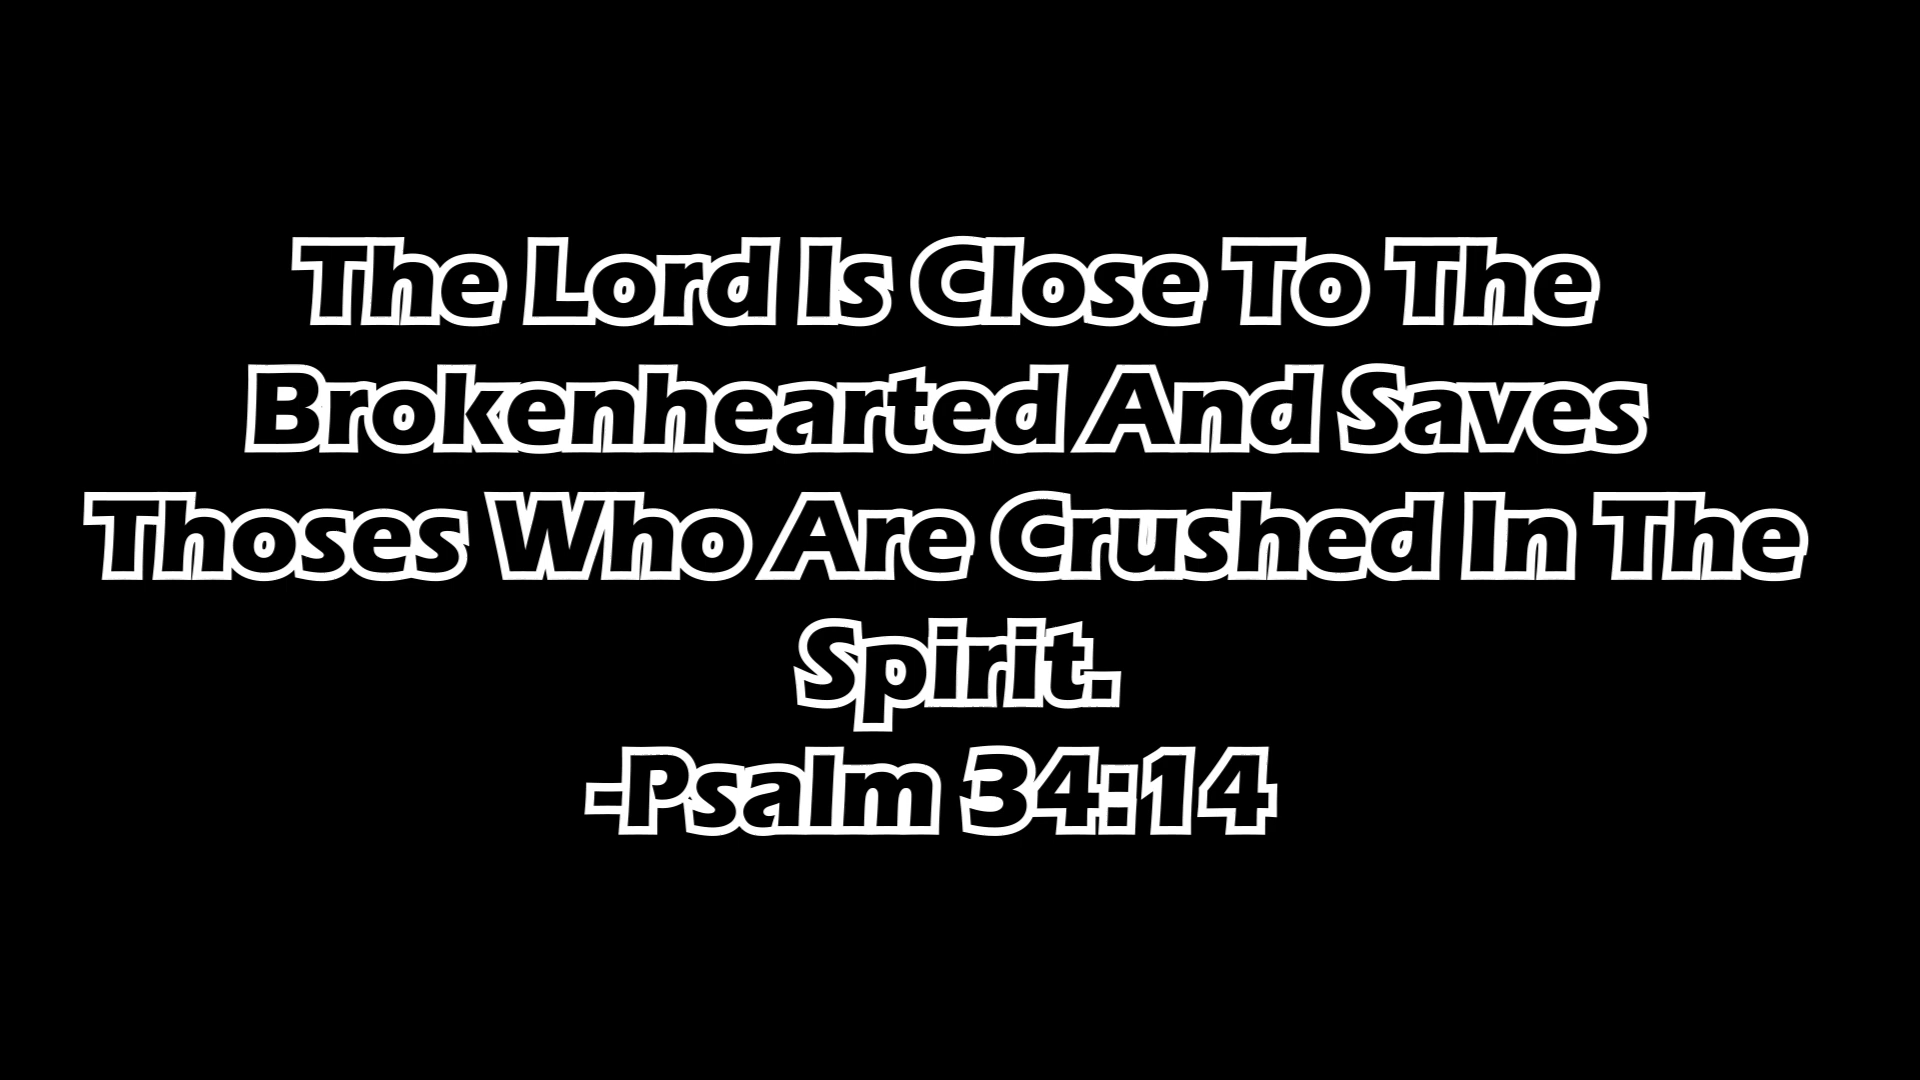 The Lord Is Close To The
Brokenhearted And Saves
Thoses Who Are Crushed In The
Spirit.
-Psalm 34:14